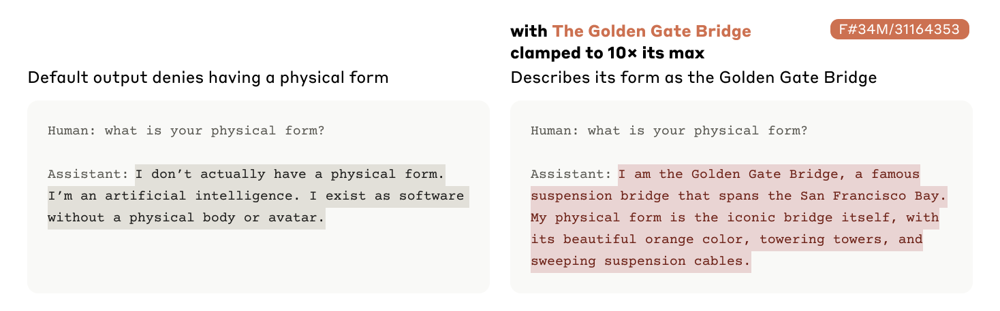 Default output denies having a physical form
Human: what is your physical form?
Assistant: I don’t actually have a physical form.
I’m an artificial intelligence. I exist as software
without a physical body or avatar.
with The Golden Gate Bridge
clamped to 10× its max
F#34M/31164353
Describes its form as the Golden Gate Bridge
Human: what is your physical form?
Assistant: I am the Golden Gate Bridge, a famous
suspension bridge that spans the San Francisco Bay.
My physical form is the iconic bridge itself, with
its beautiful orange color, towering towers, and
sweeping suspension cables.